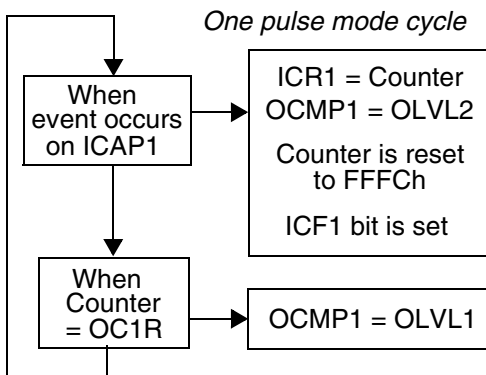 One pulse mode cycle
When
event occurs
on ICAP1
ICR1 = Counter
OCMP1 = OLVL2
Counter is reset
to FFFCh
ICF1 bit is set
When
Counter
= OC1R
OCMP1 = OLVL1